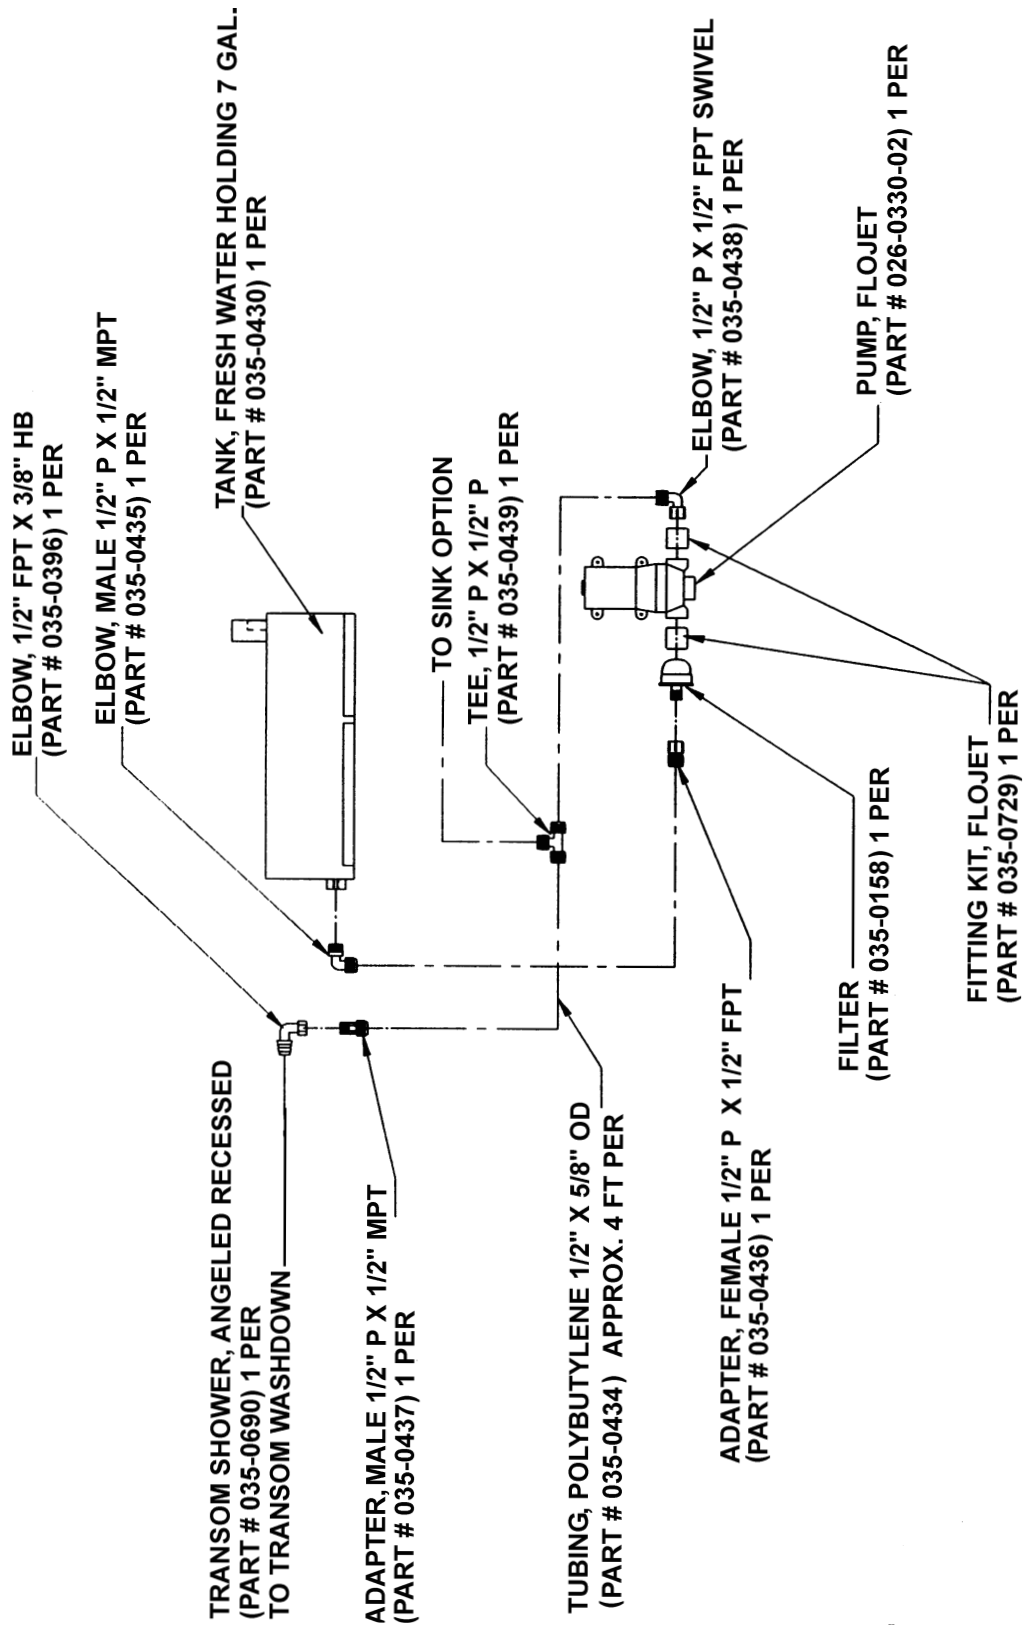 ELBOW, 1/2" FPT X 3/8" HB
(PART # 035-0396) 1 PER
ELBOW, MALE 1/2" P X 1/2" MPT
(PART # 035-0435) 1 PER
TANK, FRESH WATER HOLDING 7 GAL.
(PART # 035-0430) 1 PER
TO SINK OPTION
TEE, 1/2" P X 1/2" P
(PART # 035-0439) 1 PER
ELBOW, 1/2" P X 1/2" FPT SWIVEL
(PART # 035-0438) 1 PER
PUMP, FLOJET
(PART # 026-0330-02) 1 PER
TRANSOM SHOWER, ANGELED RECESSED
(PART # 035-0690) 1 PER
TO TRANSOM WASHDOWN
ADAPTER, MALE 1/2" P X 1/2" MPT
(PART # 035-0437) 1 PER
TUBING, POLYBUTYLENE 1/2" X 5/8" OD
(PART # 035-0434) APPROX. 4 FT PER
ADAPTER, FEMALE 1/2" P X 1/2" FPT
(PART # 035-0436) 1 PER
FILTER
(PART # 035-0158) 1 PER
FITTING KIT, FLOJET
(PART # 035-0729) 1 PER